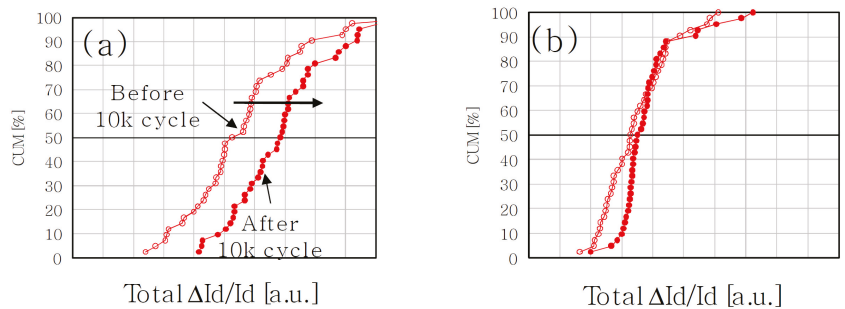 100
90
80
70
60
50
40
30
20
10
0
CUM [%]
(a)
Before
10k cycle
After
10k cycle
Total ΔId/Id [a.u.]
100
90
80
70
60
50
40
30
20
10
0
CUM [%]
(b)
Total ΔId/Id [a.u.]